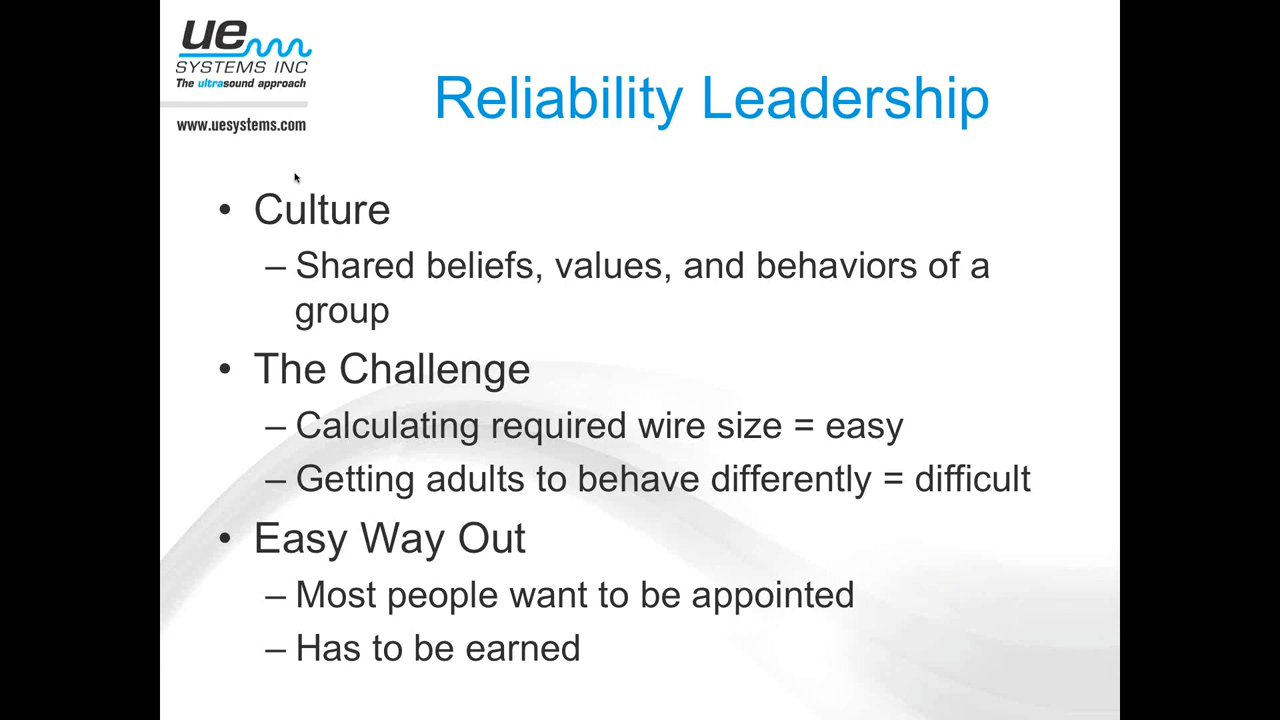 ue
SYSTEMS INC
The ultrasound approach
www.uesystems.com
Reliability Leadership
• Culture
– Shared beliefs, values, and behaviors of a
group
• The Challenge
– Calculating required wire size = easy
– Getting adults to behave differently = difficult
• Easy Way Out
– Most people want to be appointed
– Has to be earned